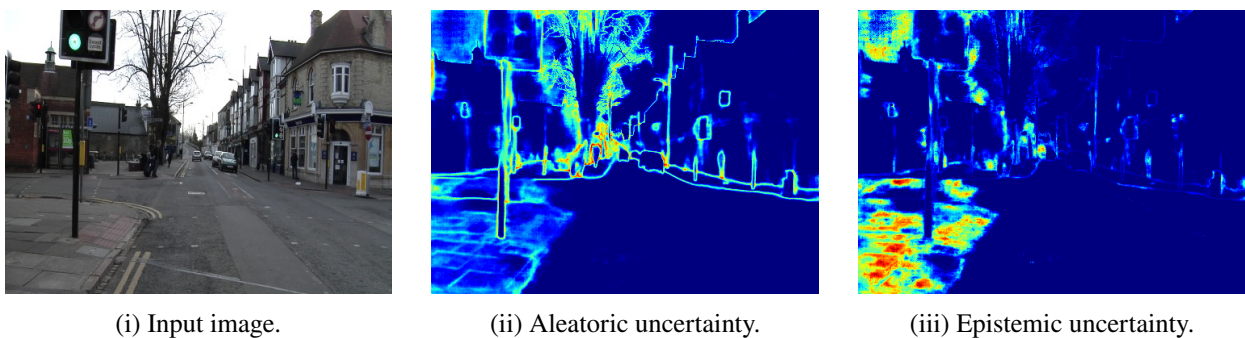 (i) Input image.
(ii) Aleatoric uncertainty.
(iii) Epistemic uncertainty.